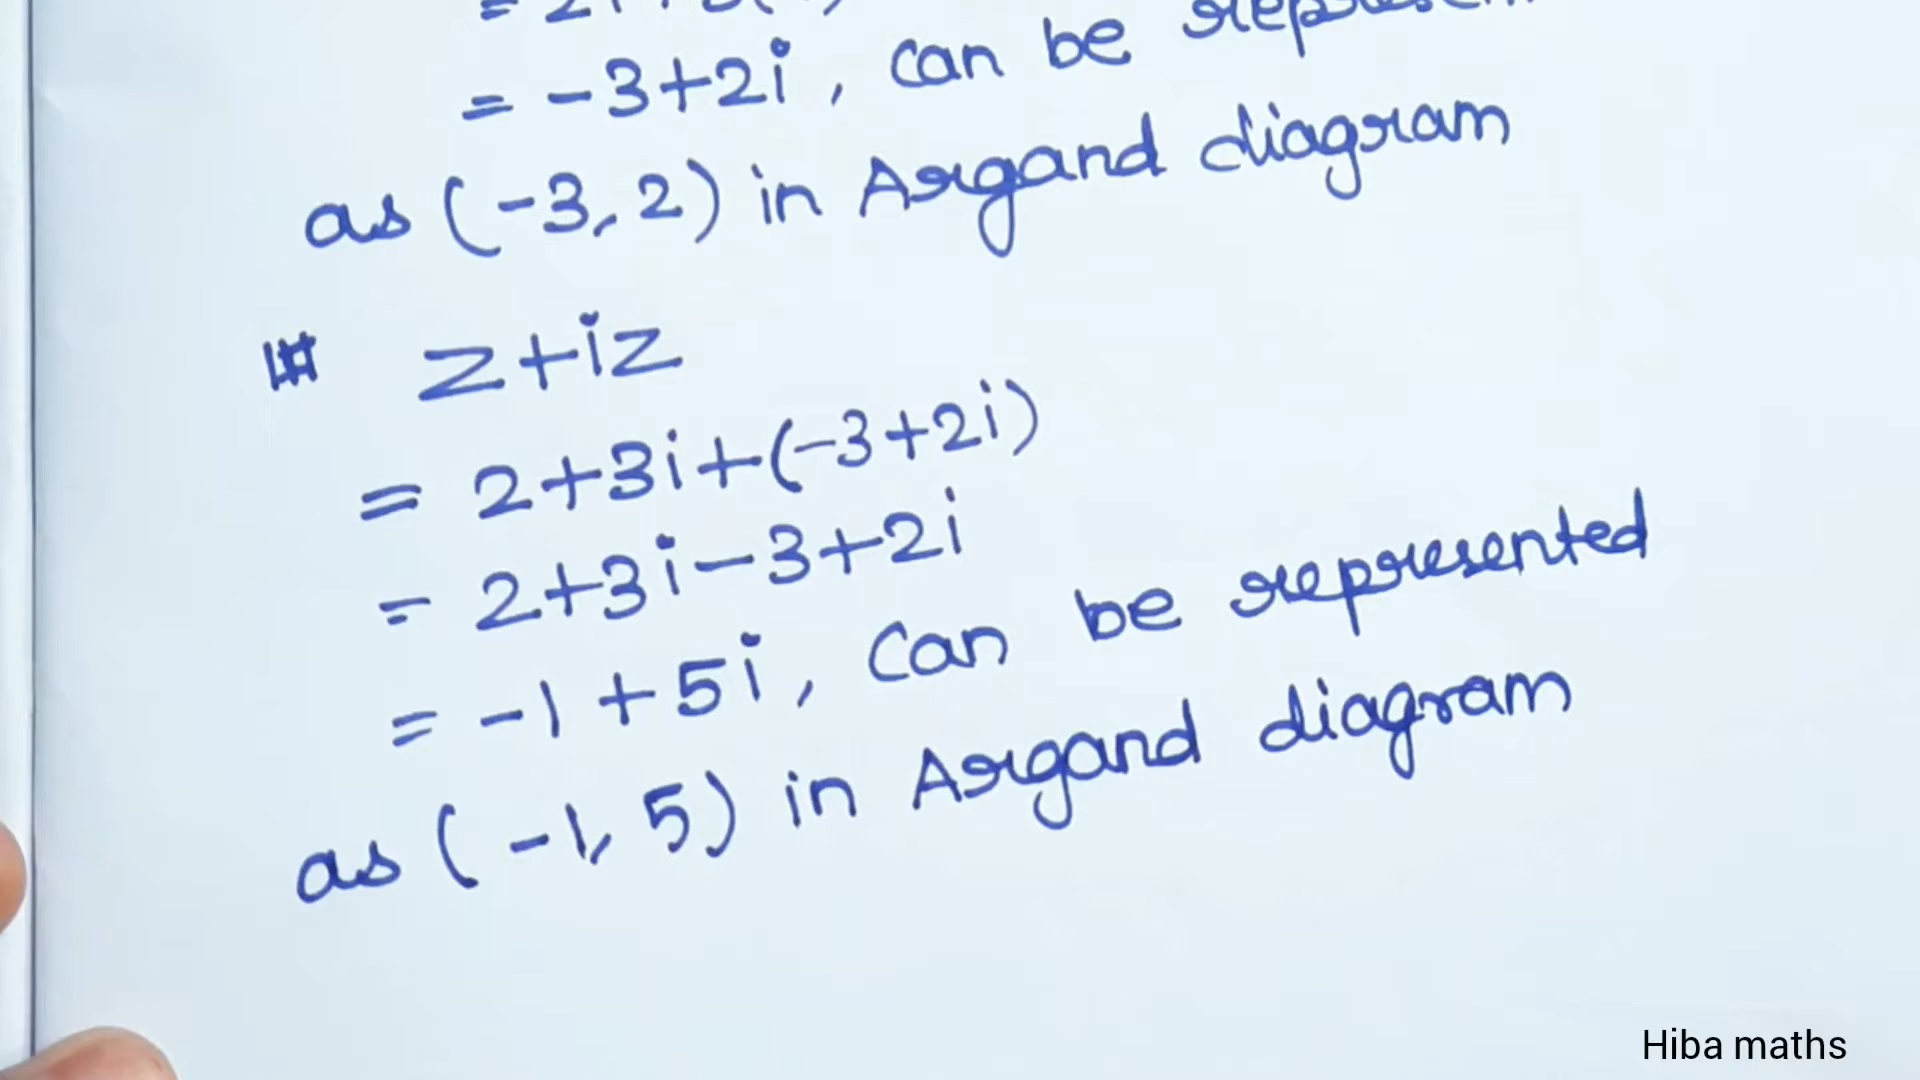 = -3+2i, can be
as (-3, 2) in Argand diagram
z+iz
= 2+3i+(-3+2i)
= 2+3i-3+2i
= -1+5i, can be represented
as (-1, 5) in Argand diagram
Hiba maths